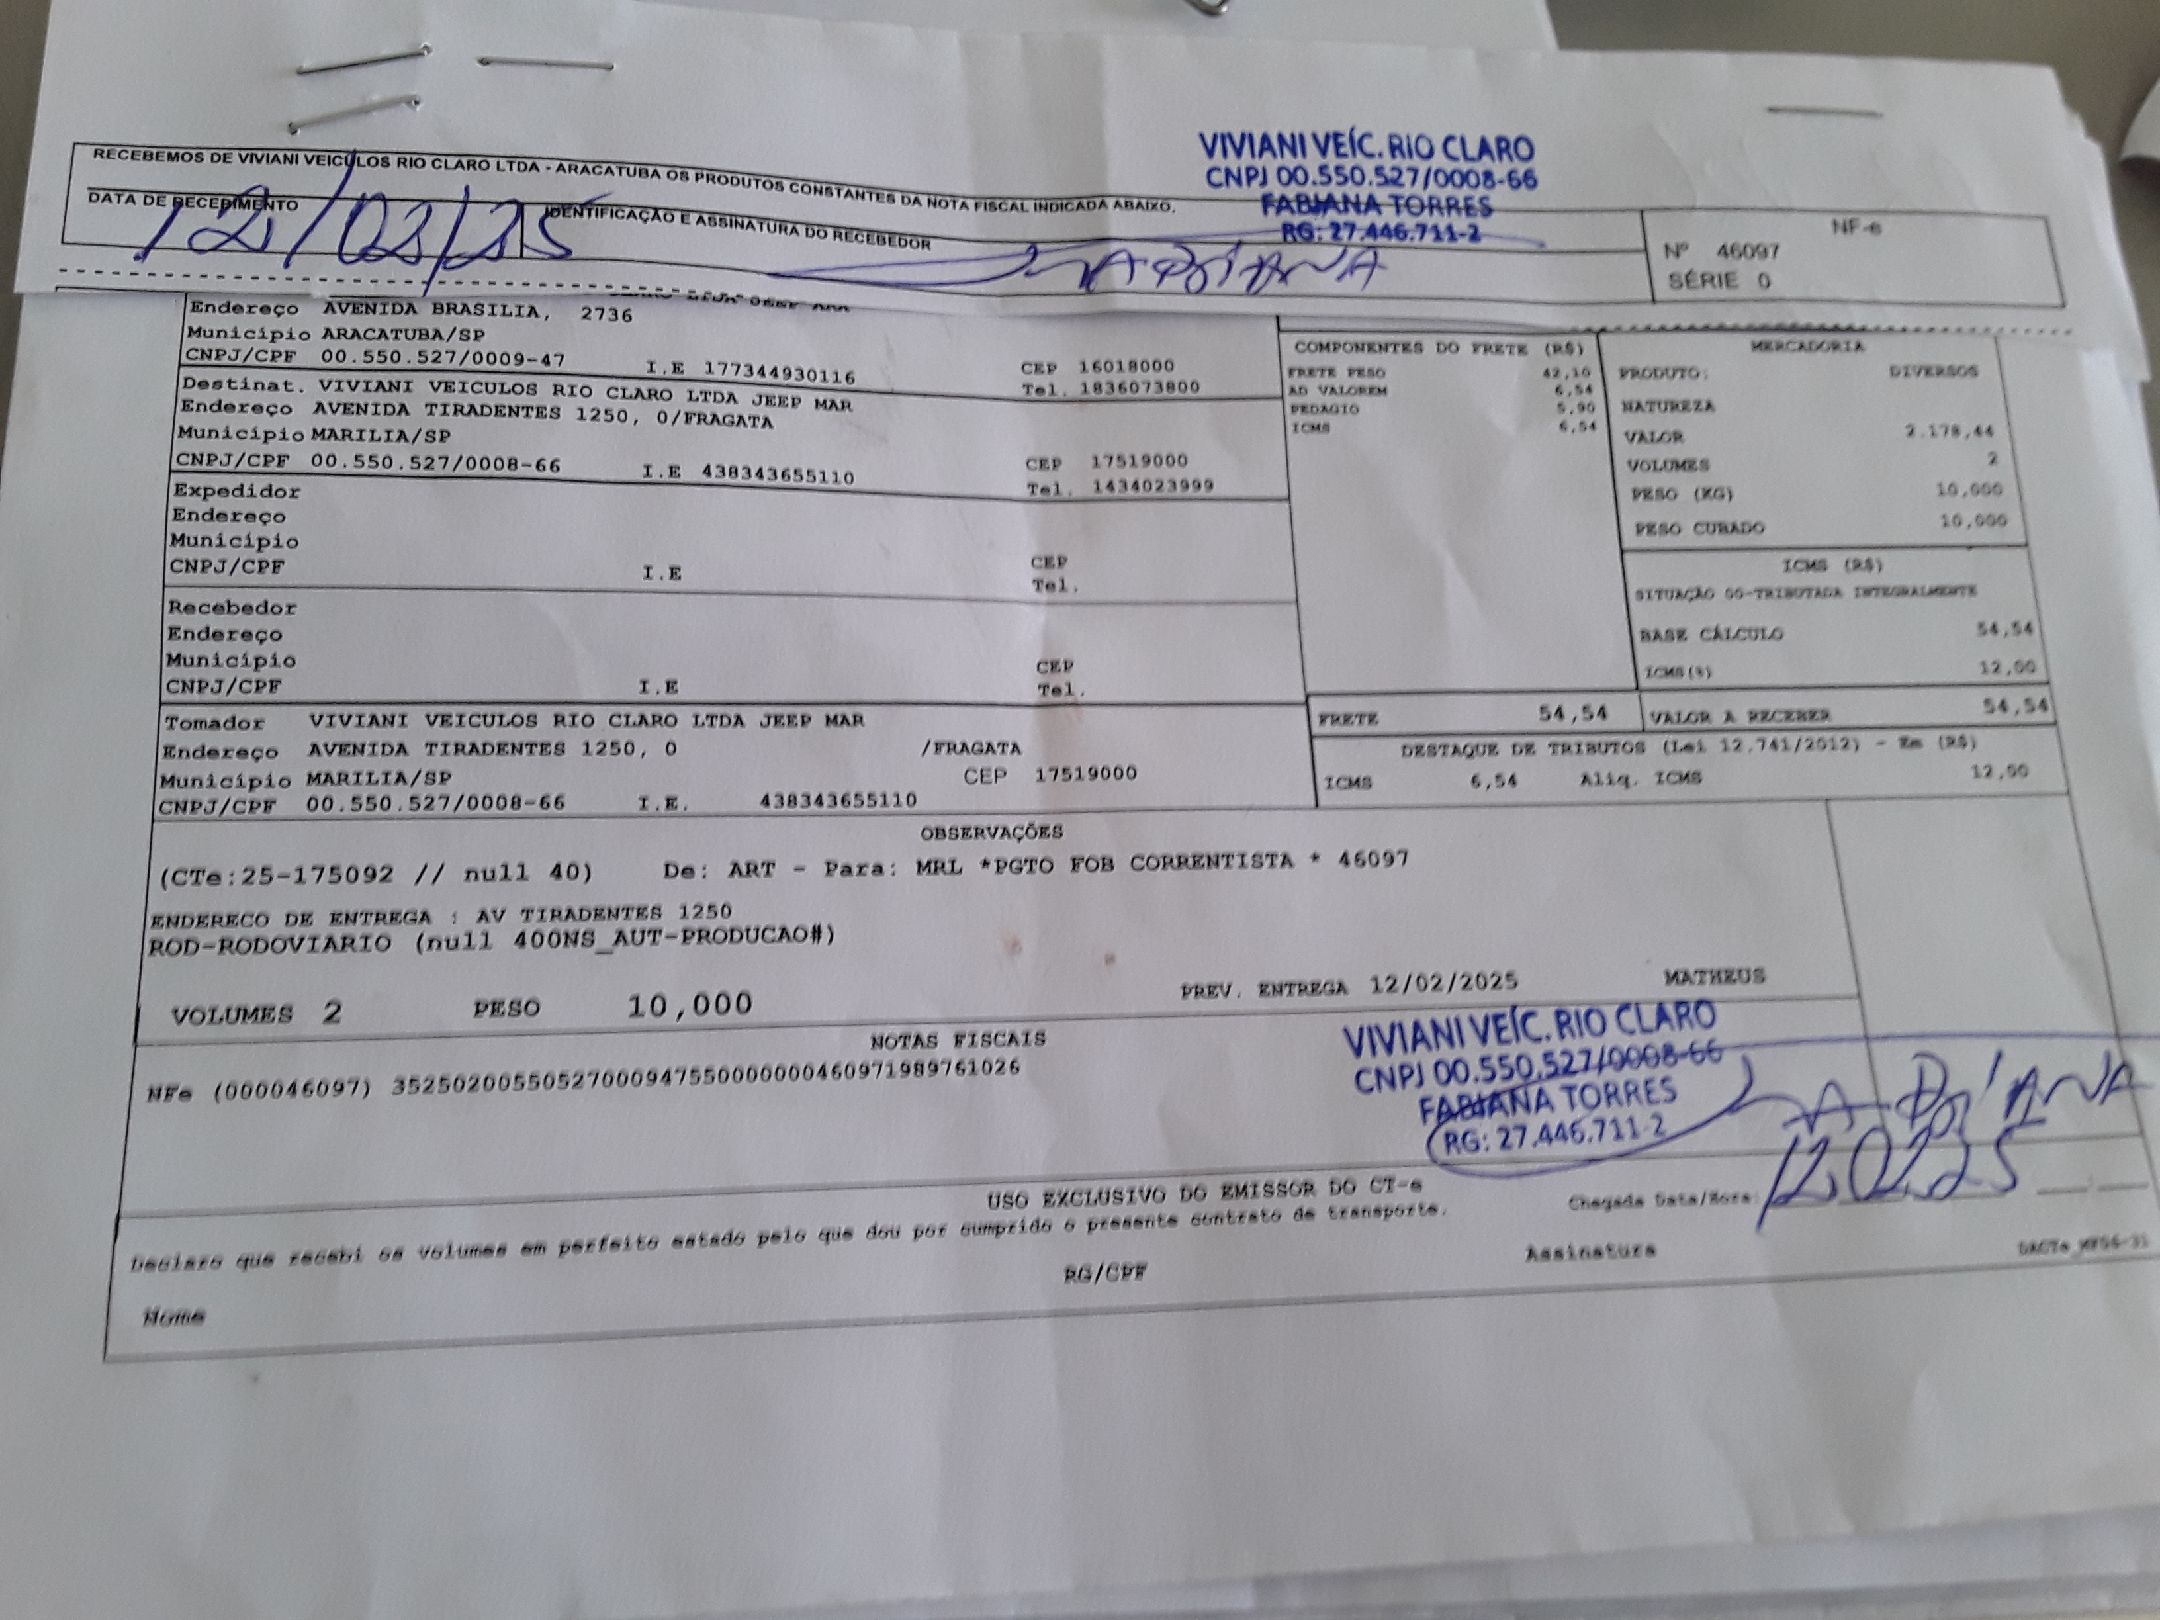 RECEBEMOS DE VIVIANI VEICULOS RIO CLARO LTDA - ARACATUBA OS PRODUTOS CONSTANTES DA NOTA FISCAL INDICADA ABAIXO.
VIVIANI VEÍC. RIO CLARO
CNPJ 00.550.527/0008-66
FABIANA TORRES
RG: 27.446.711-2
DATA DE RECEBIMENTO
12/02/25
IDENTIFICAÇÃO E ASSINATURA DO RECEBEDOR
NF-e
Nº 46097
SÉRIE 0
Endereço AVENIDA BRASILIA, 2736
Município ARACATUBA/SP
CNPJ/CPF 00.550.527/0009-47 I.E 177344930116 CEP 16018000
Tel. 1836073800
Destinat. VIVIANI VEICULOS RIO CLARO LTDA JEEP MAR
Endereço AVENIDA TIRADENTES 1250, 0/FRAGATA
Município MARILIA/SP
CNPJ/CPF 00.550.527/0008-66 I.E 438343655110 CEP 17519000
Tel. 1434023999
Expedidor
Endereço
Município
CNPJ/CPF I.E CEP
Tel.
Recebedor
Endereço
Município
CNPJ/CPF I.E CEP
Tel.
Tomador VIVIANI VEICULOS RIO CLARO LTDA JEEP MAR
Endereço AVENIDA TIRADENTES 1250, 0 /FRAGATA
Município MARILIA/SP CEP 17519000
CNPJ/CPF 00.550.527/0008-66 I.E. 438343655110
COMPONENTES DO FRETE (R$)
FRETE PESO 42,10
AD VALOREM 6,54
PEDAGIO 5,90
ICMS 6,54
MERCADORIA
PRODUTO: DIVERSOS
NATUREZA
VALOR 2.178,44
VOLUMES 2
PESO (KG) 10,000
PESO CUBADO 10,000
ICMS (R$)
SITUAÇÃO 00-TRIBUTADA INTEGRALMENTE
BASE CÁLCULO 54,54
ICMS(%) 12,00
FRETE 54,54 VALOR A RECEBER 54,54
DESTAQUE DE TRIBUTOS (Lei 12.741/2012) - Em (R$)
ICMS 6,54 Aliq. ICMS 12,00
OBSERVAÇÕES
(CTe:25-175092 // null 40) De: ART - Para: MRL *PGTO FOB CORRENTISTA * 46097
ENDERECO DE ENTREGA : AV TIRADENTES 1250
ROD-RODOVIARIO (null 400NS_AUT-PRODUCAO#)
VOLUMES 2 PESO 10,000 PREV. ENTREGA 12/02/2025 MATHEUS
NOTAS FISCAIS
NFe (000046097) 35250200550527000947550000000460971989761026
VIVIANI VEÍC. RIO CLARO
CNPJ 00.550.527/0008-66
FABIANA TORRES
RG: 27.446.711-2
USO EXCLUSIVO DO EMISSOR DO CT-e
Chegada Data/Hora: 12.02.25
Declaro que recebi os volumes em perfeito estado pelo que dou por cumprido o presente contrato de transporte.
Nome RG/CPF Assinatura